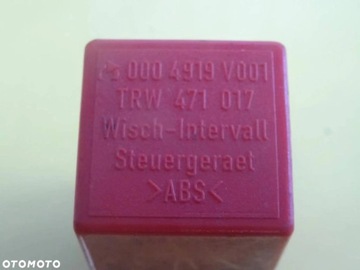 000 4919 V001
TRW 471 017
Wisch-Intervall
Steuergeraet
>ABS<
OTOMOTO